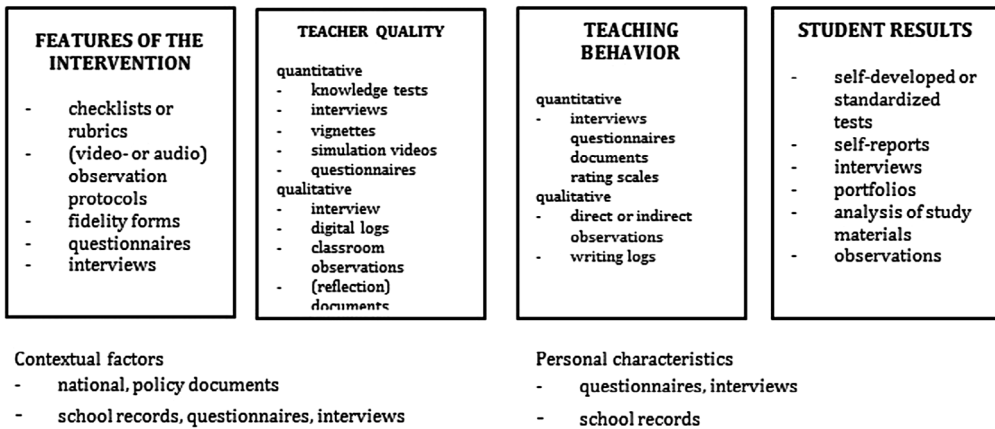 FEATURES OF THE
INTERVENTION
- checklists or
rubrics
- (video- or audio)
observation
protocols
- fidelity forms
- questionnaires
- interviews
TEACHER QUALITY
quantitative
- knowledge tests
- interviews
- vignettes
- simulation videos
- questionnaires
qualitative
- interview
- digital logs
- classroom
observations
- (reflection)
documents
TEACHING
BEHAVIOR
quantitative
- interviews
questionnaires
documents
rating scales
qualitative
- direct or indirect
observations
- writing logs
STUDENT RESULTS
- self-developed or
standardized
tests
- self-reports
- interviews
- portfolios
- analysis of study
materials
- observations
Contextual factors
- national, policy documents
- school records, questionnaires, interviews
Personal characteristics
- questionnaires, interviews
- school records